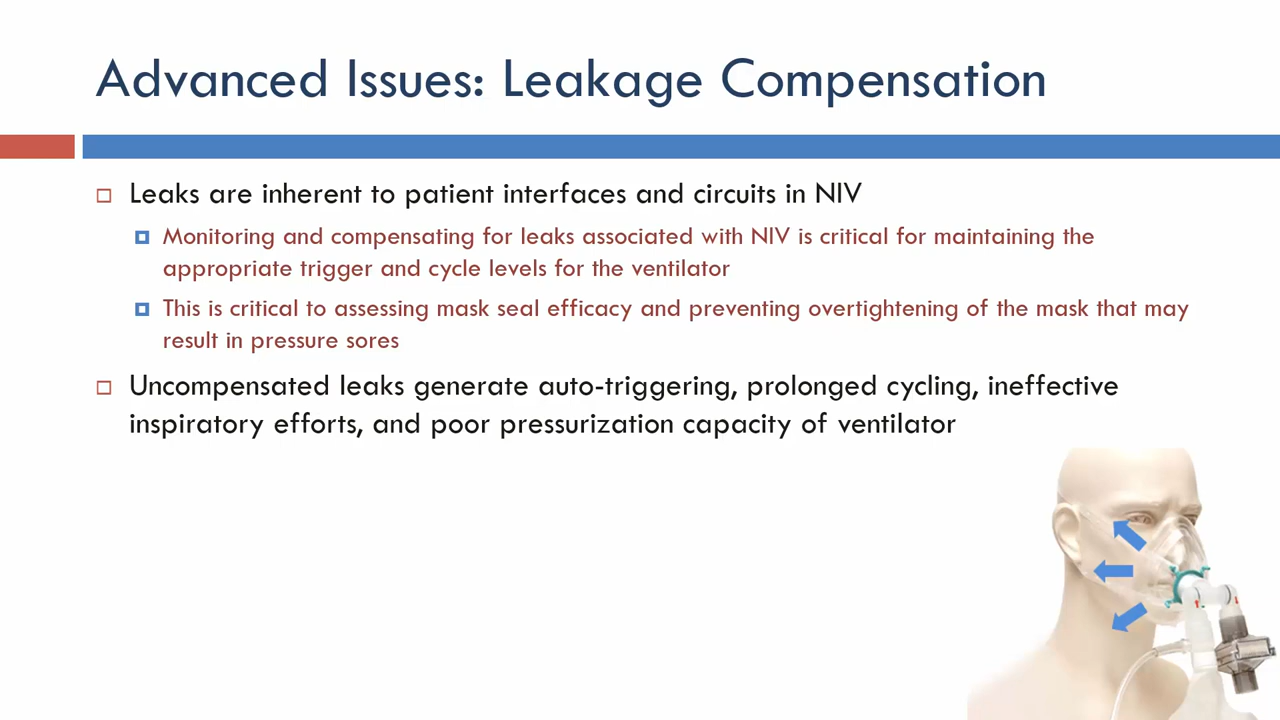 Advanced Issues: Leakage Compensation
Leaks are inherent to patient interfaces and circuits in NIV
Monitoring and compensating for leaks associated with NIV is critical for maintaining the
appropriate trigger and cycle levels for the ventilator
This is critical to assessing mask seal efficacy and preventing overtightening of the mask that may
result in pressure sores
Uncompensated leaks generate auto-triggering, prolonged cycling, ineffective
inspiratory efforts, and poor pressurization capacity of ventilator